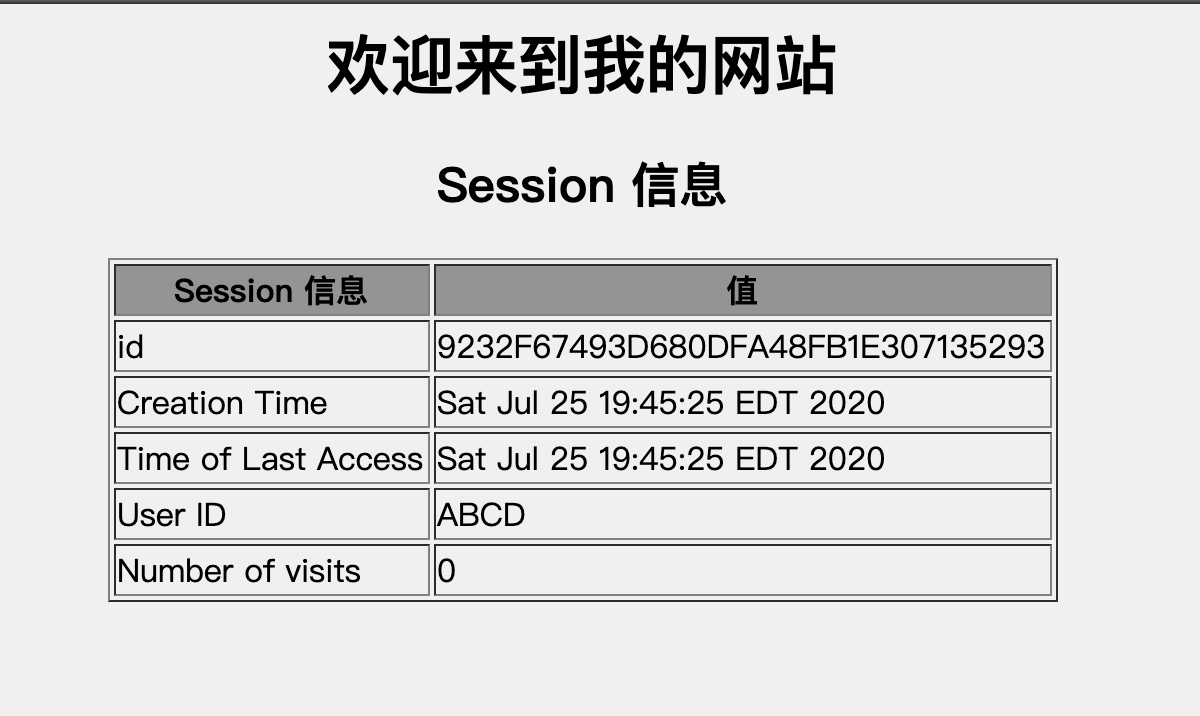 欢迎来到我的网站
Session 信息
Session 信息 值
id 9232F67493D680DFA48FB1E307135293
Creation Time Sat Jul 25 19:45:25 EDT 2020
Time of Last Access Sat Jul 25 19:45:25 EDT 2020
User ID ABCD
Number of visits 0